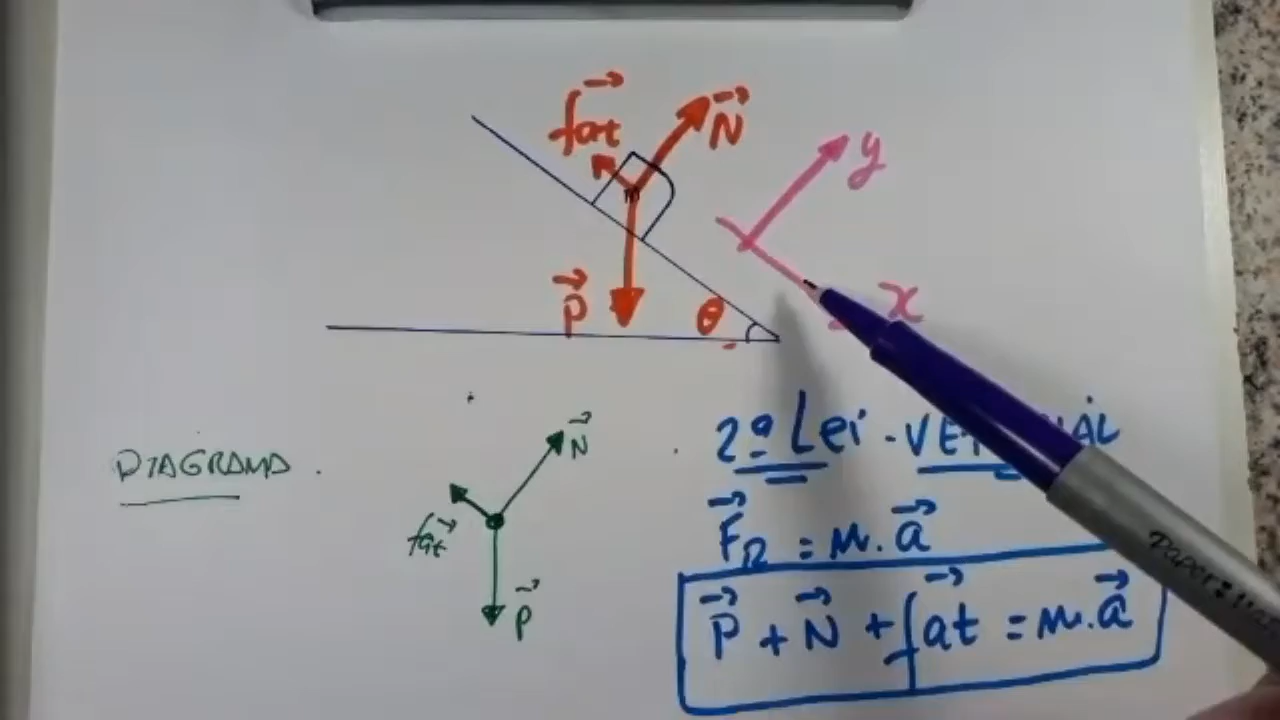 fat
N
m
P
θ
y
x
DIAGRAMA.
N
fat
P
2ª Lei -
FR = m.a
P + N + fat = m.a